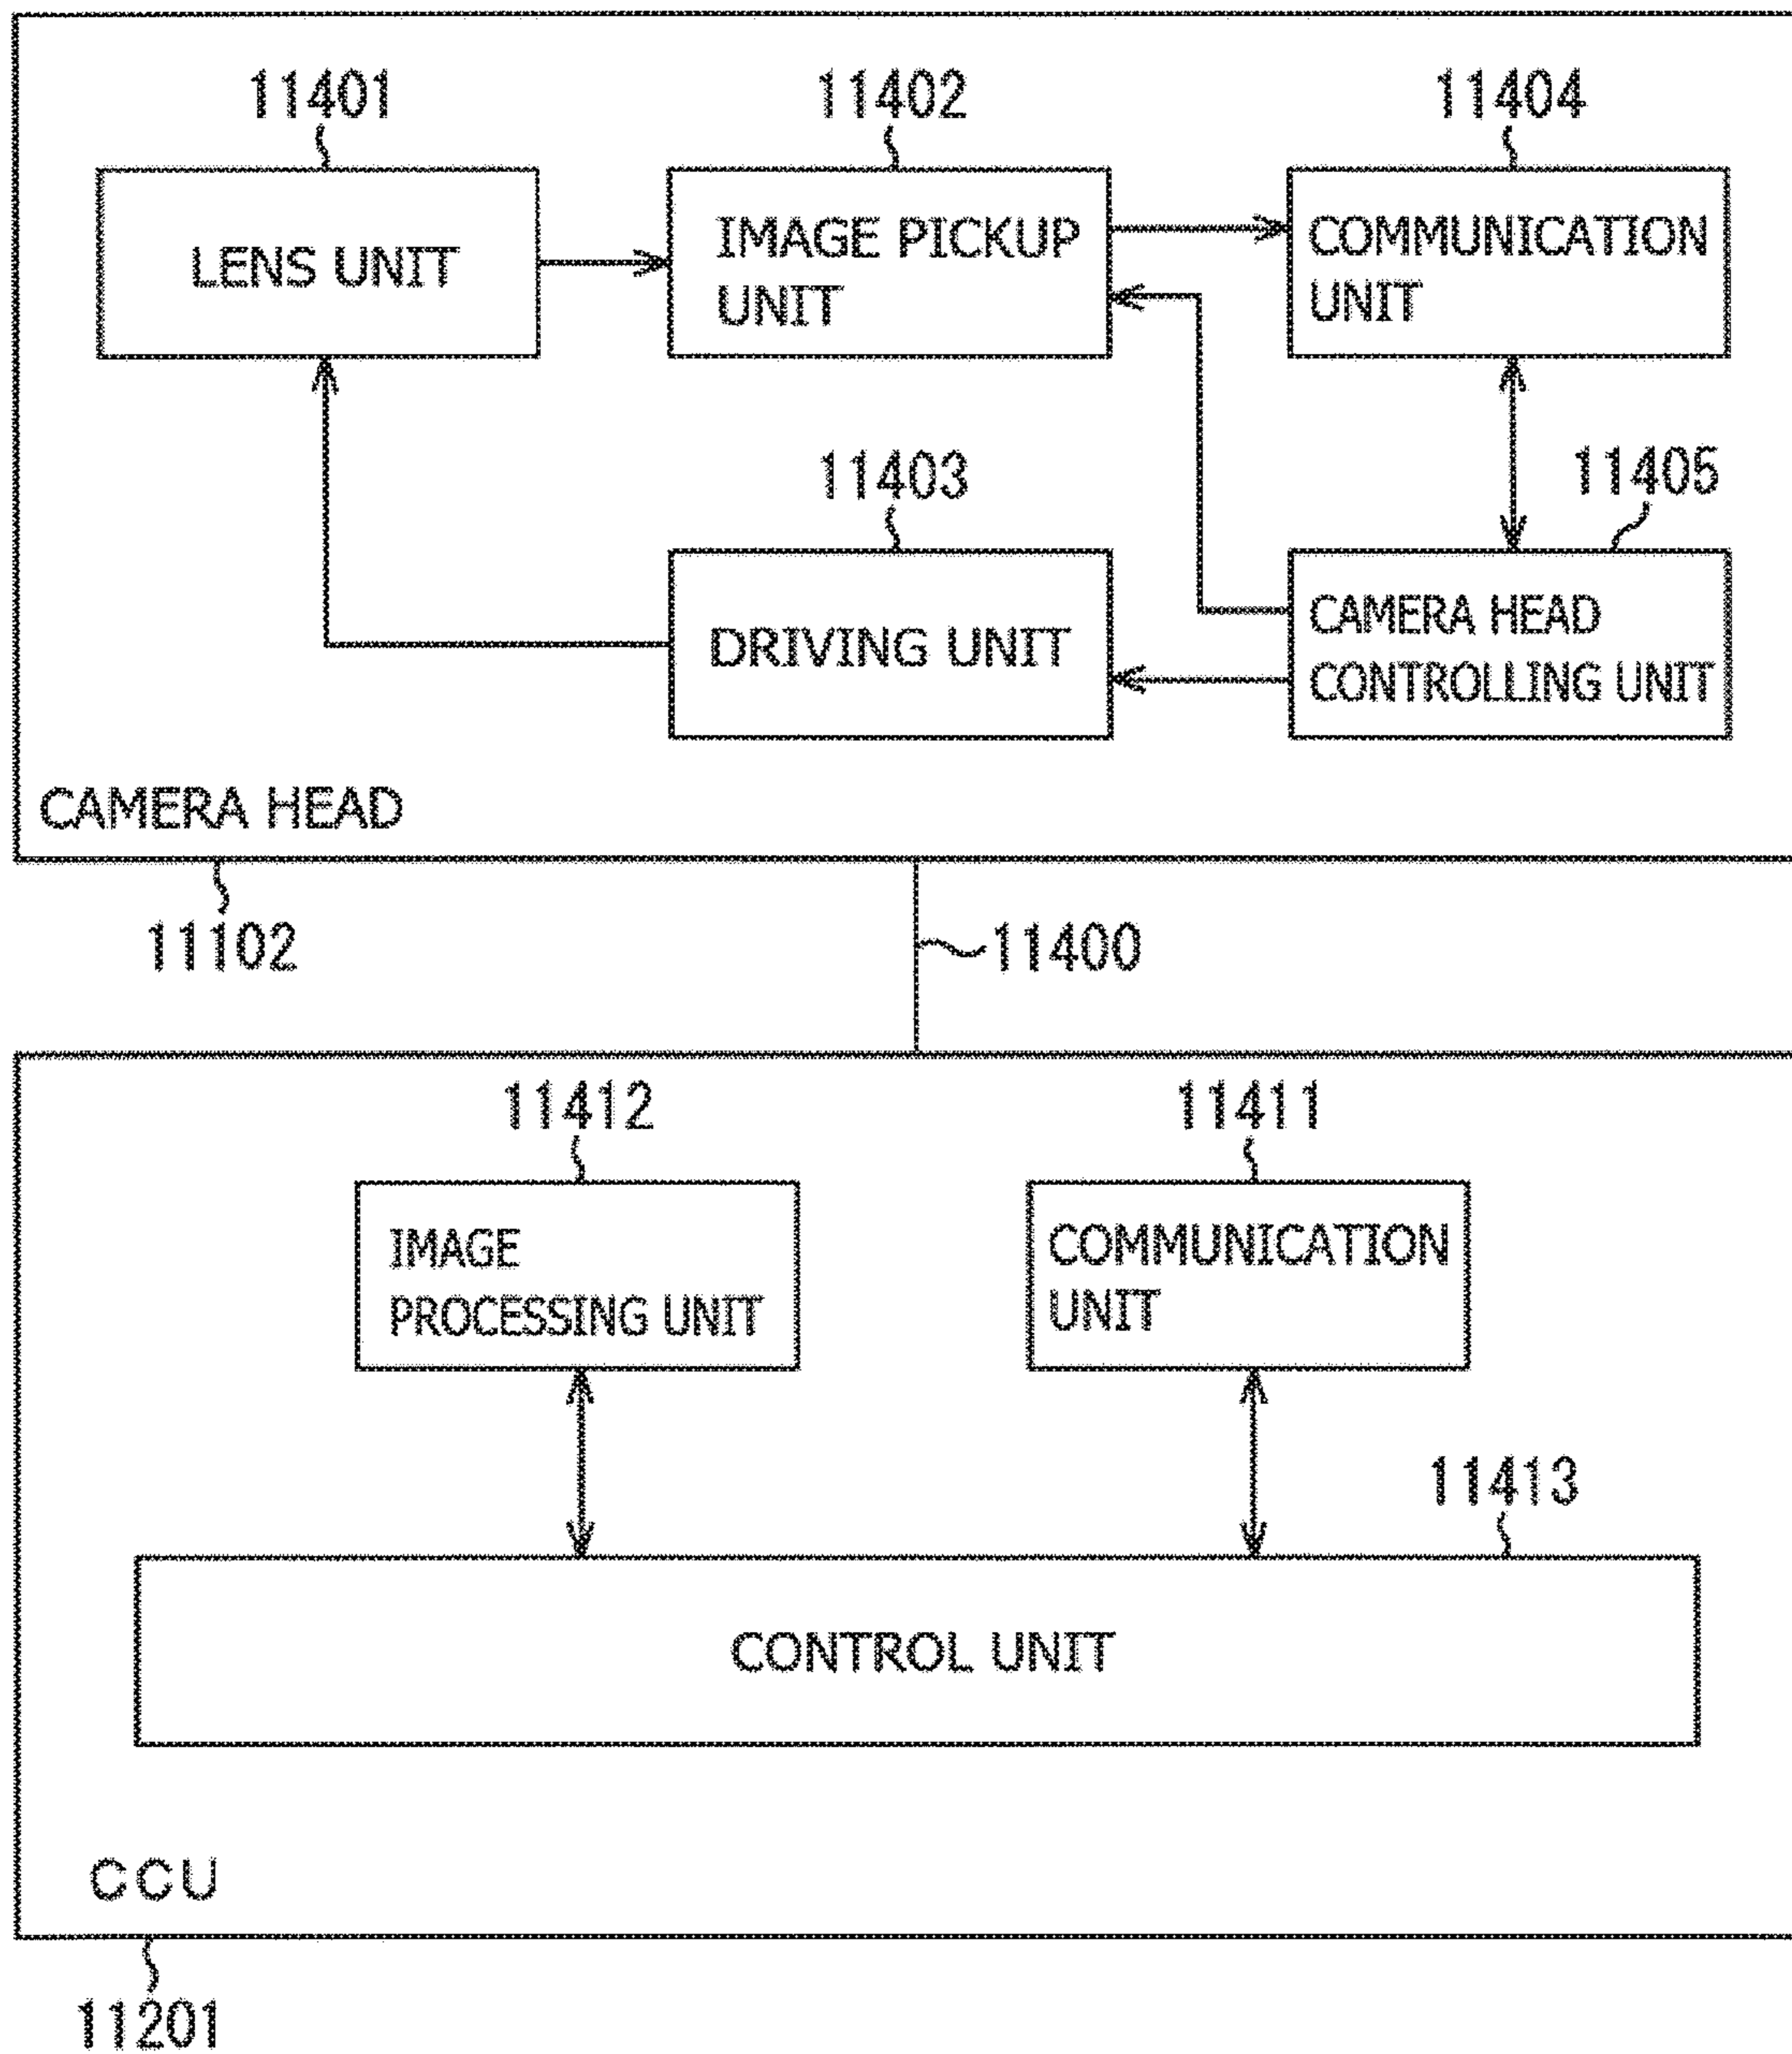 11401
11402
11404
LENS UNIT
IMAGE PICKUP
UNIT
COMMUNICATION
UNIT
11403
11405
DRIVING UNIT
CAMERA HEAD
CONTROLLING UNIT
CAMERA HEAD
11102
11400
11412
11411
IMAGE
PROCESSING UNIT
COMMUNICATION
UNIT
11413
CONTROL UNIT
CCU
11201